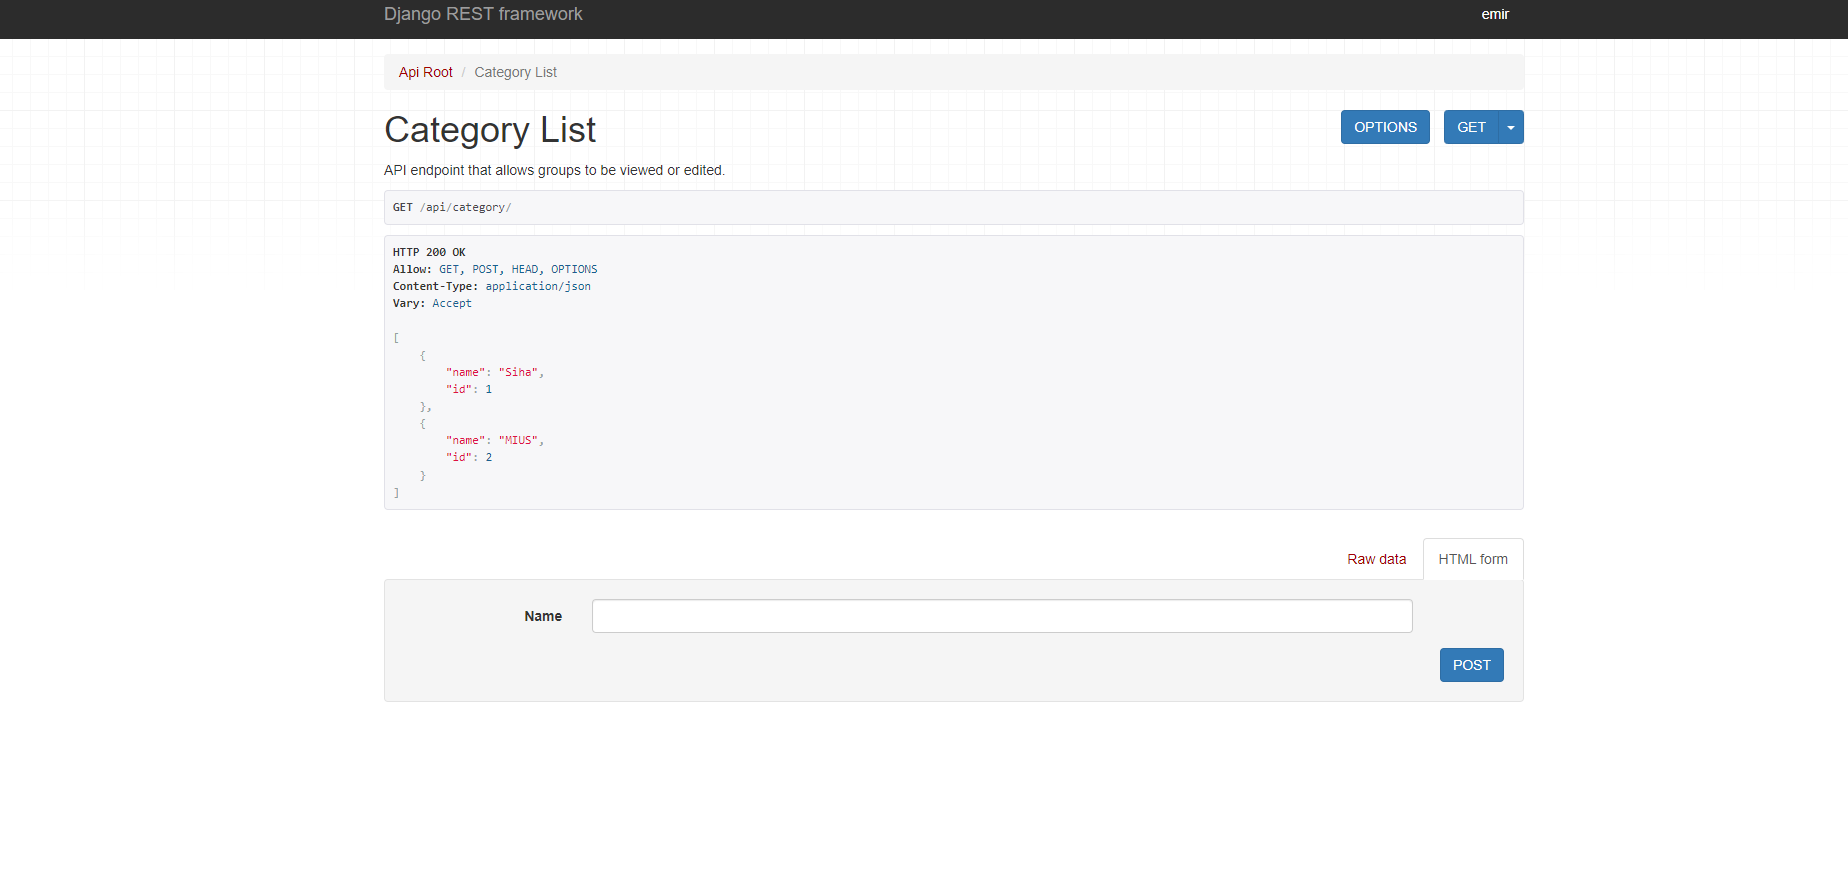 Django REST framework
emir
Api Root / Category List
Category List
OPTIONS
GET
API endpoint that allows groups to be viewed or edited.
GET /api/category/
HTTP 200 OK
Allow: GET, POST, HEAD, OPTIONS
Content-Type: application/json
Vary: Accept
[
    {
        "name": "Siha",
        "id": 1
    },
    {
        "name": "MIUS",
        "id": 2
    }
]
Raw data
HTML form
Name
POST